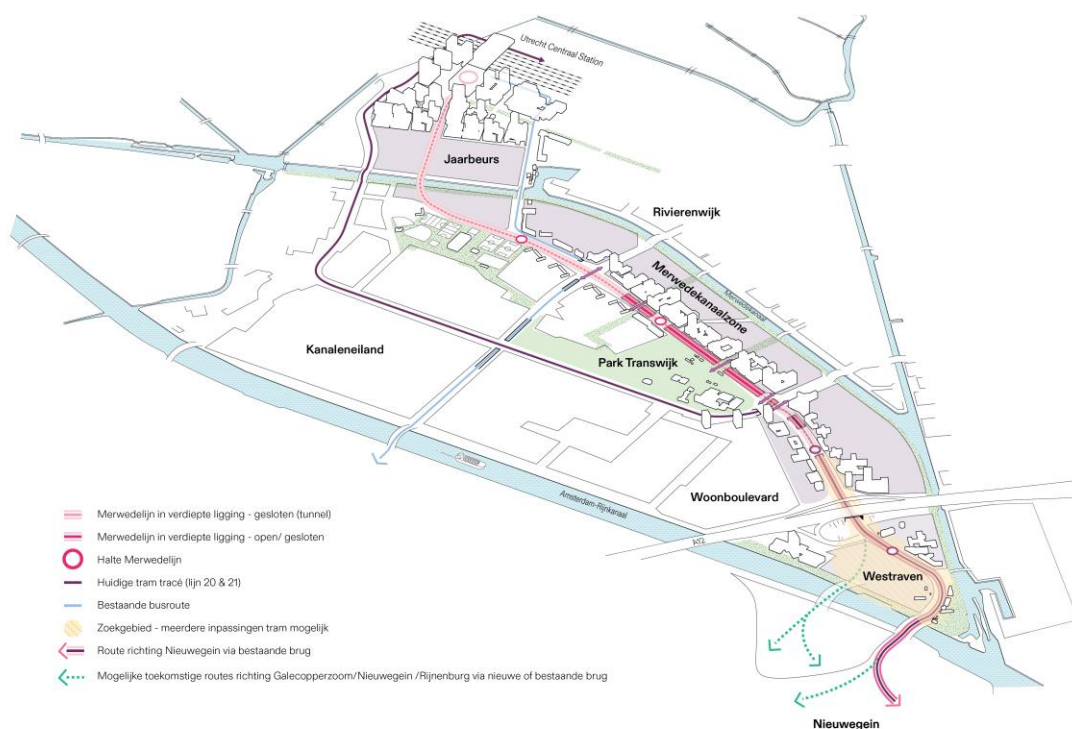 Utrecht Centraal Station
Jaarbeurs
Rivierenwijk
Merwedekanaalzone
Merwedekanaal
Kanaleneiland
Park Transwijk
Woonboulevard
Amsterdam-Rijnkanaal
A12
Westraven
Nieuwegein
Merwedelijn in verdiepte ligging - gesloten (tunnel)
Merwedelijn in verdiepte ligging - open/ gesloten
Halte Merwedelijn
Huidige tram tracé (lijn 20 & 21)
Bestaande busroute
Zoekgebied - meerdere inpassingen tram mogelijk
Route richting Nieuwegein via bestaande brug
Mogelijke toekomstige routes richting Galecopperzoom/Nieuwegein /Rijnenburg via nieuwe of bestaande brug